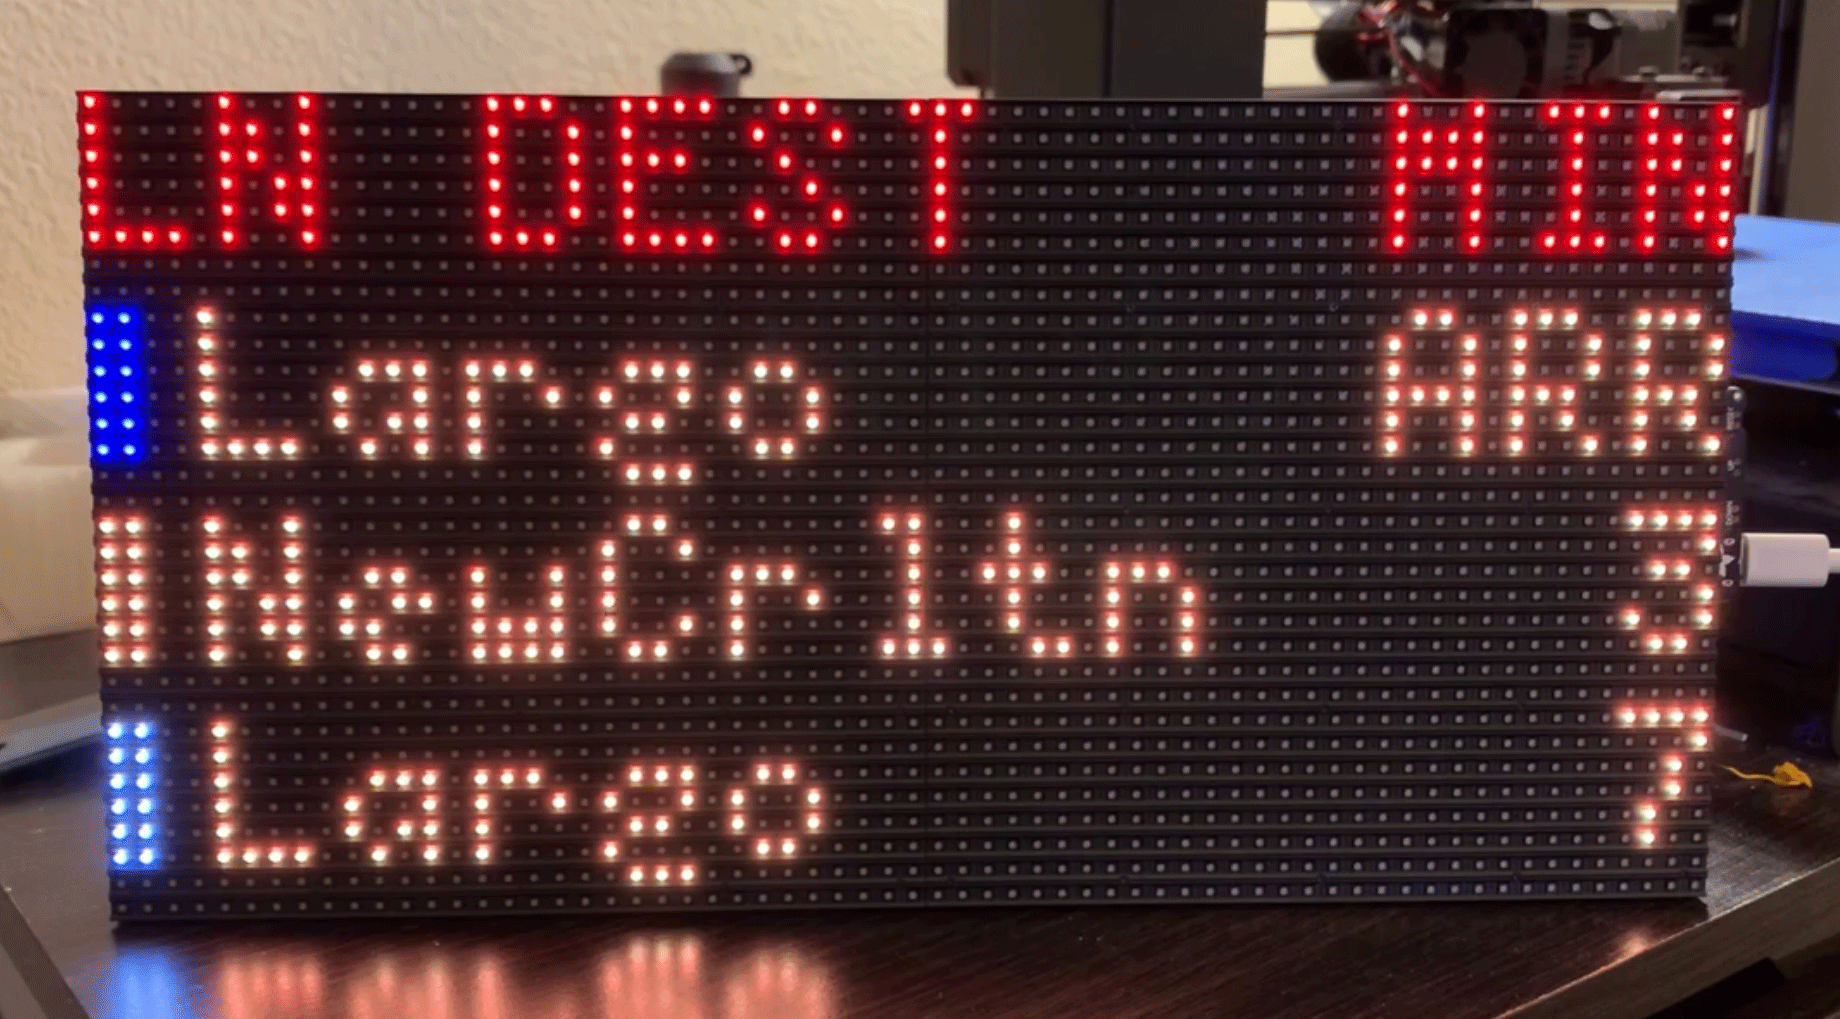 LN DEST MIN
Largo ARR
NewCrltn 3
Largo 7